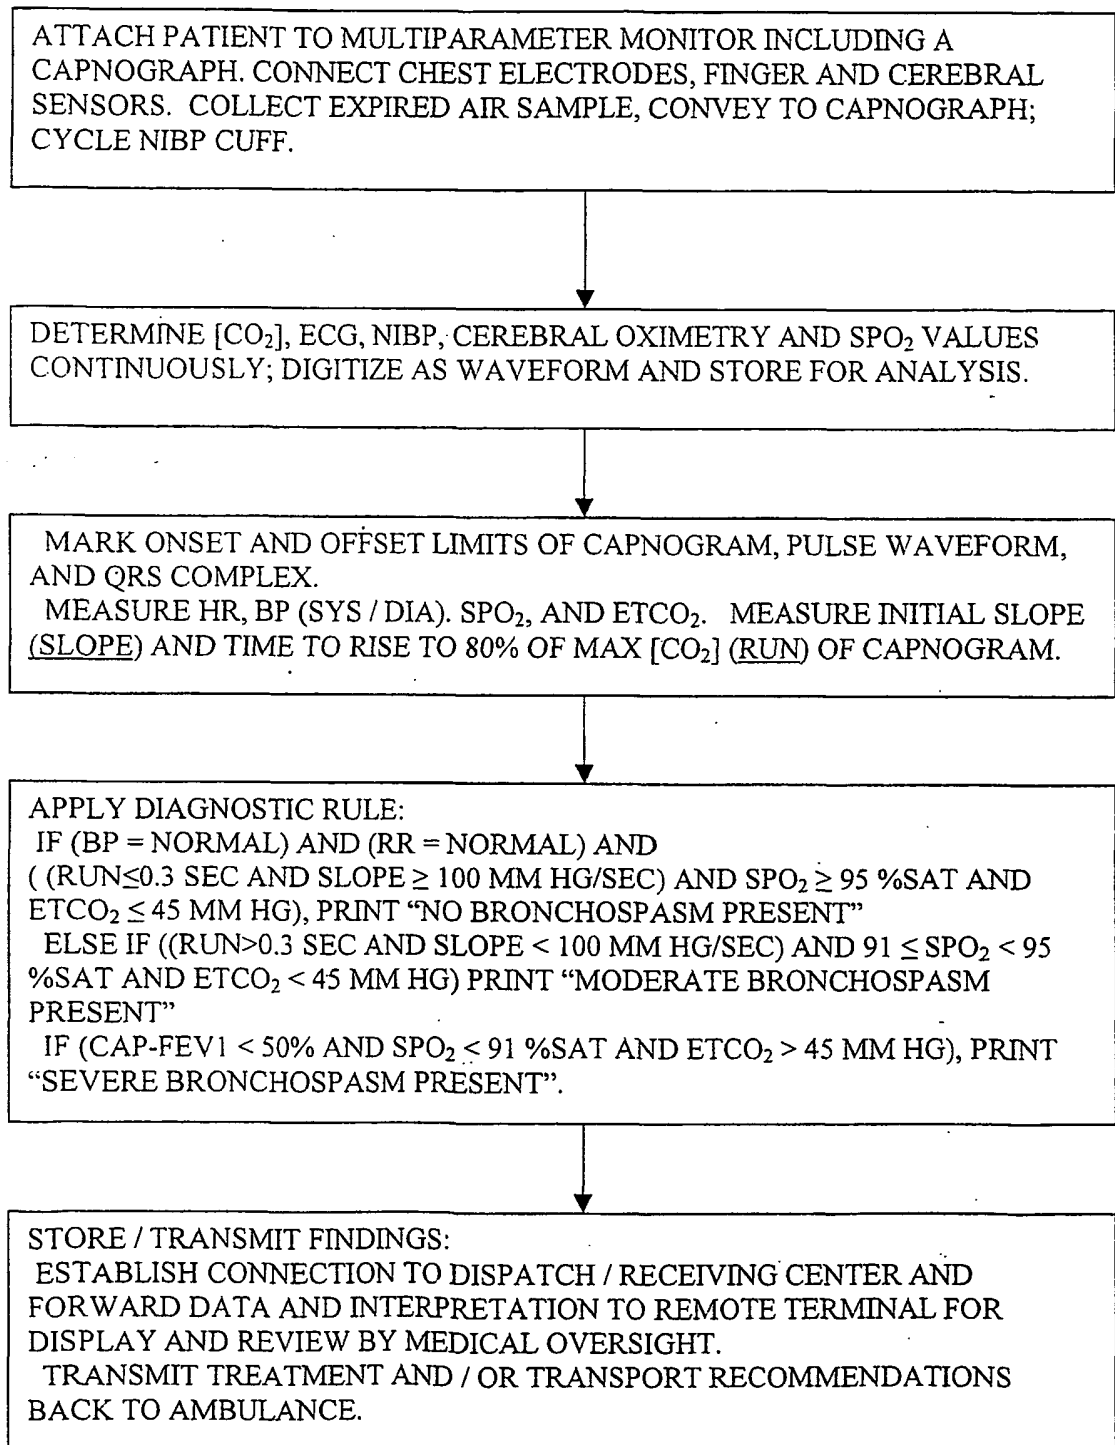 ATTACH PATIENT TO MULTIPARAMETER MONITOR INCLUDING A
CAPNOGRAPH. CONNECT CHEST ELECTRODES, FINGER AND CEREBRAL
SENSORS. COLLECT EXPIRED AIR SAMPLE, CONVEY TO CAPNOGRAPH;
CYCLE NIBP CUFF.
DETERMINE [CO₂], ECG, NIBP, CEREBRAL OXIMETRY AND SPO₂ VALUES
CONTINUOUSLY; DIGITIZE AS WAVEFORM AND STORE FOR ANALYSIS.
MARK ONSET AND OFFSET LIMITS OF CAPNOGRAM, PULSE WAVEFORM,
AND QRS COMPLEX.
MEASURE HR, BP (SYS / DIA). SPO₂, AND ETCO₂. MEASURE INITIAL SLOPE
(SLOPE) AND TIME TO RISE TO 80% OF MAX [CO₂] (RUN) OF CAPNOGRAM.
APPLY DIAGNOSTIC RULE:
IF (BP = NORMAL) AND (RR = NORMAL) AND
( (RUN≤0.3 SEC AND SLOPE ≥ 100 MM HG/SEC) AND SPO₂ ≥ 95 %SAT AND
ETCO₂ ≤ 45 MM HG), PRINT “NO BRONCHOSPASM PRESENT”
ELSE IF ((RUN>0.3 SEC AND SLOPE < 100 MM HG/SEC) AND 91 ≤ SPO₂ < 95
%SAT AND ETCO₂ < 45 MM HG) PRINT “MODERATE BRONCHOSPASM
PRESENT”
IF (CAP-FEV1 < 50% AND SPO₂ < 91 %SAT AND ETCO₂ > 45 MM HG), PRINT
“SEVERE BRONCHOSPASM PRESENT”.
STORE / TRANSMIT FINDINGS:
ESTABLISH CONNECTION TO DISPATCH / RECEIVING CENTER AND
FORWARD DATA AND INTERPRETATION TO REMOTE TERMINAL FOR
DISPLAY AND REVIEW BY MEDICAL OVERSIGHT.
TRANSMIT TREATMENT AND / OR TRANSPORT RECOMMENDATIONS
BACK TO AMBULANCE.